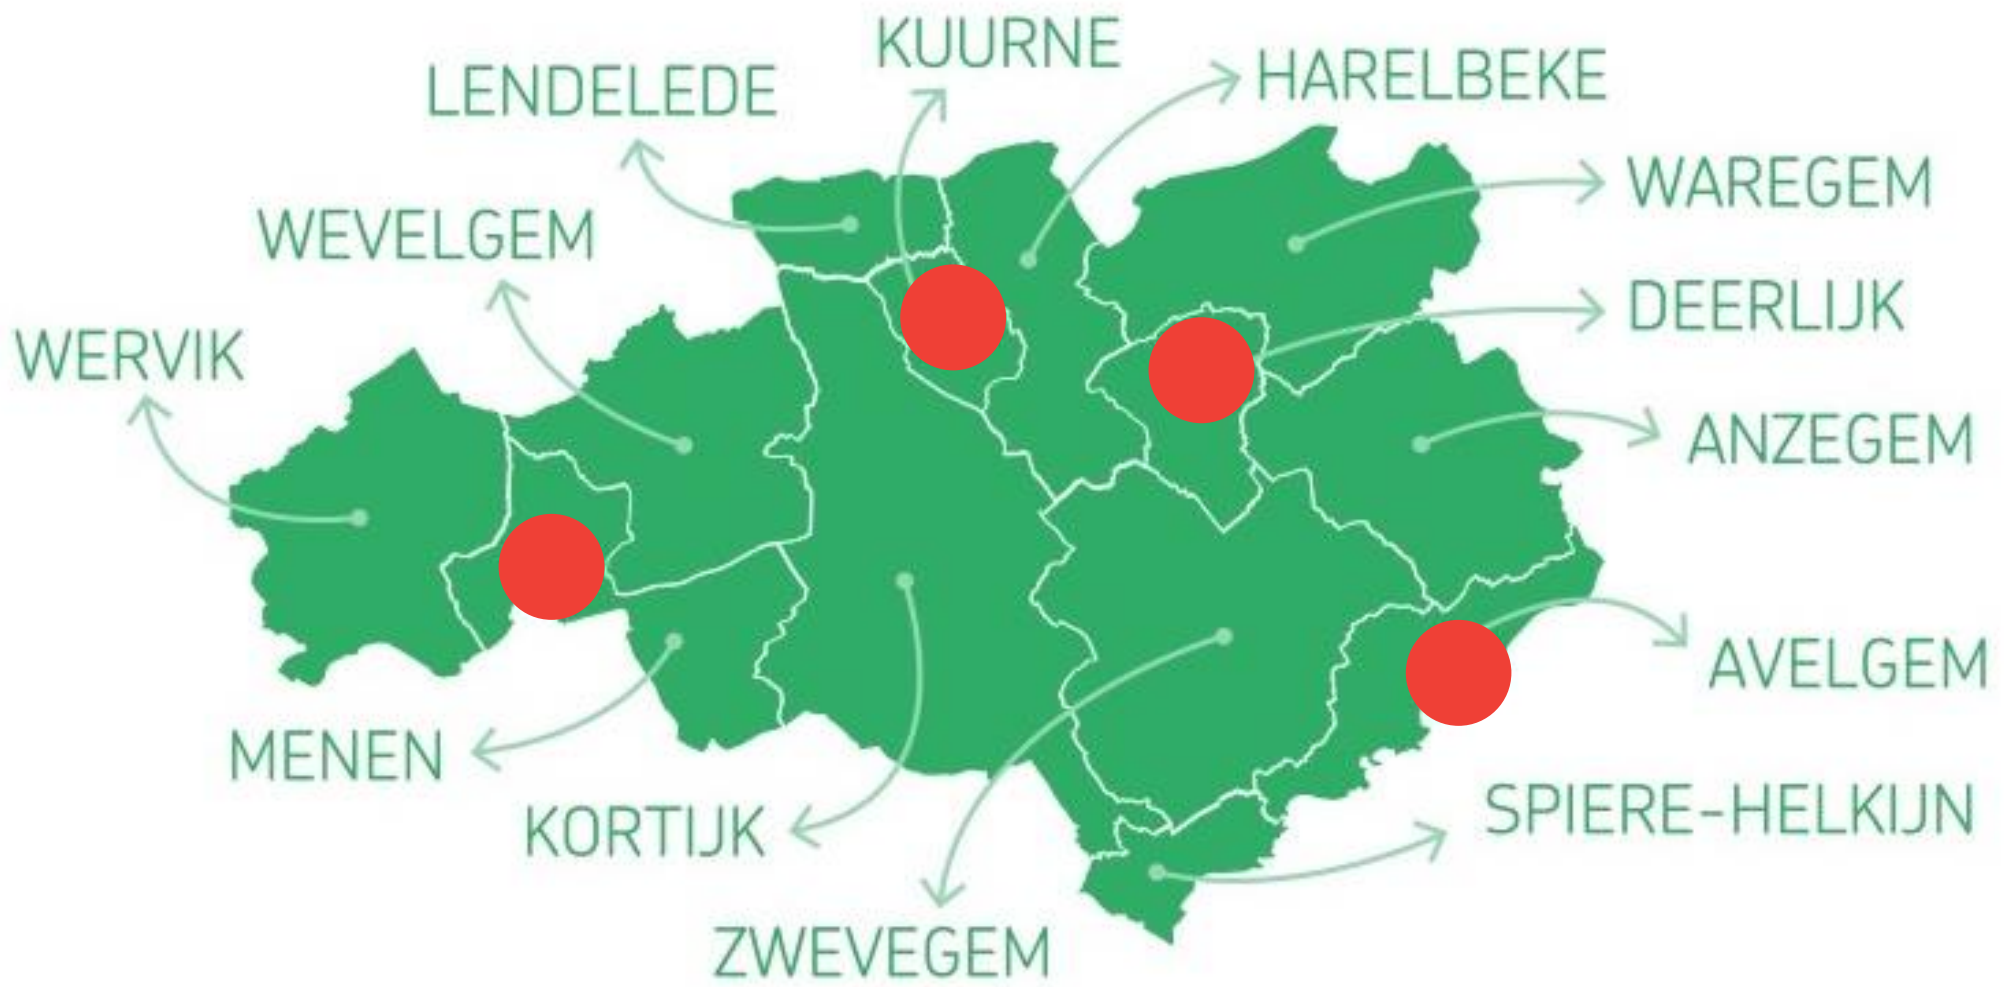 KUURNE
HARELBEKE
LENDELEDE
WAREGEM
WEVELGEM
DEERLIJK
WERVIK
ANZEGEM
AVELGEM
MENEN
SPIERE-HELKIJN
KORTIJK
ZWEVEGEM